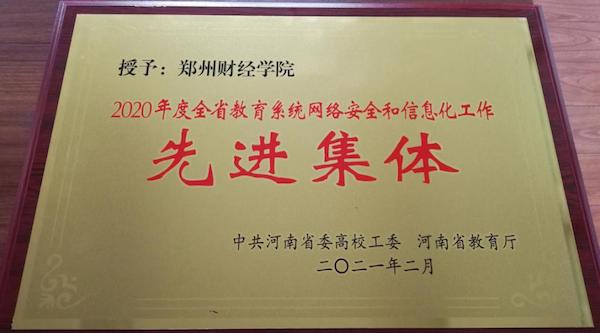 授予：郑州财经学院
2020年度全省教育系统网络安全和信息化工作
先进集体
中共河南省委高校工委 河南省教育厅
二〇二一年二月